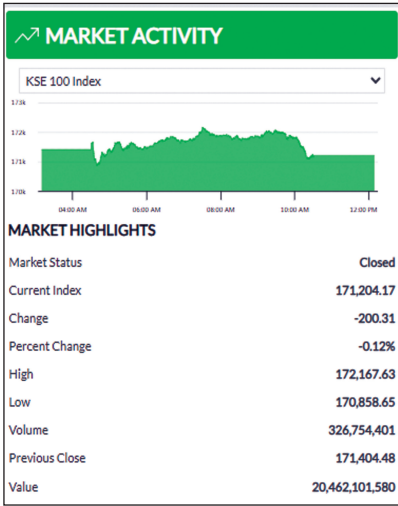 MARKET ACTIVITY
KSE 100 Index
173k
172k
171k
170k
04:00 AM 06:00 AM 08:00 AM 10:00 AM 12:00 PM
MARKET HIGHLIGHTS
Market Status Closed
Current Index 171,204.17
Change -200.31
Percent Change -0.12%
High 172,167.63
Low 170,858.65
Volume 326,754,401
Previous Close 171,404.48
Value 20,462,101,580